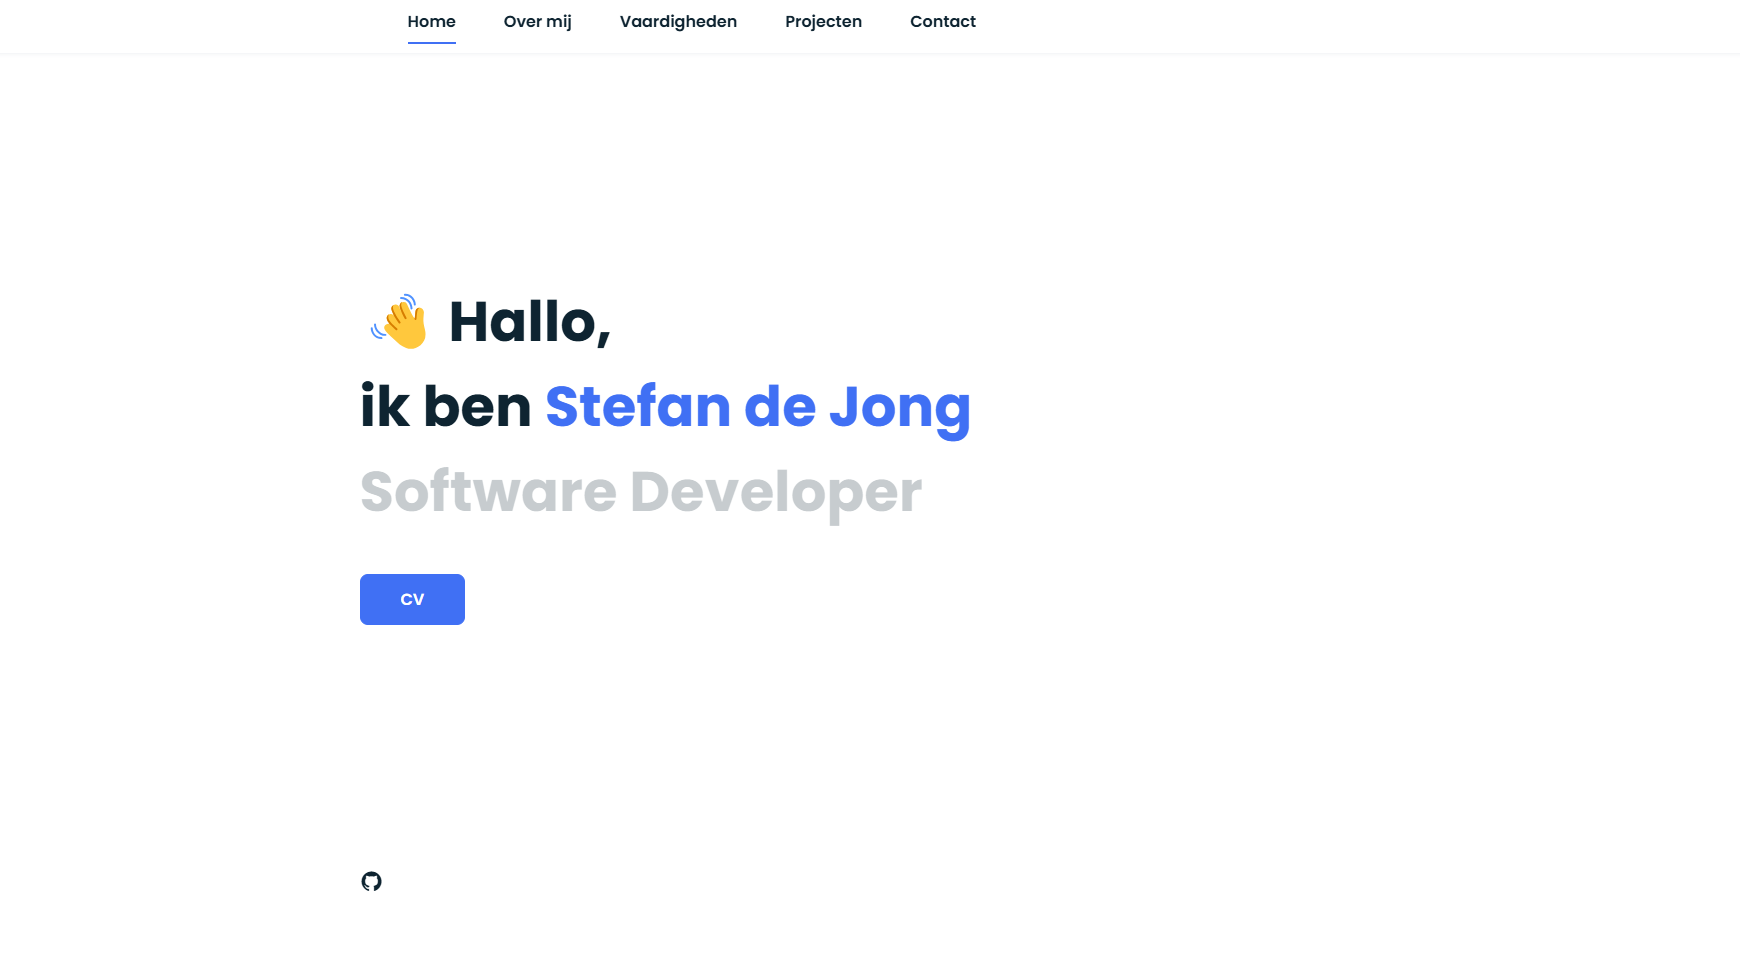 Home Over mij Vaardigheden Projecten Contact
Hallo,
ik ben Stefan de Jong
Software Developer
CV